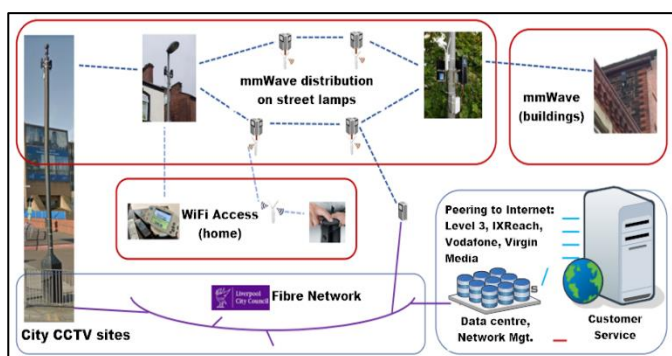 mmWave distribution
on street lamps
mmWave
(buildings)
WiFi Access
(home)
Peering to Internet:
Level 3, IXReach,
Vodafone, Virgin
Media
Liverpool
City Council
Fibre Network
S
City CCTV sites
Data centre,
Network Mgt.
Customer
Service